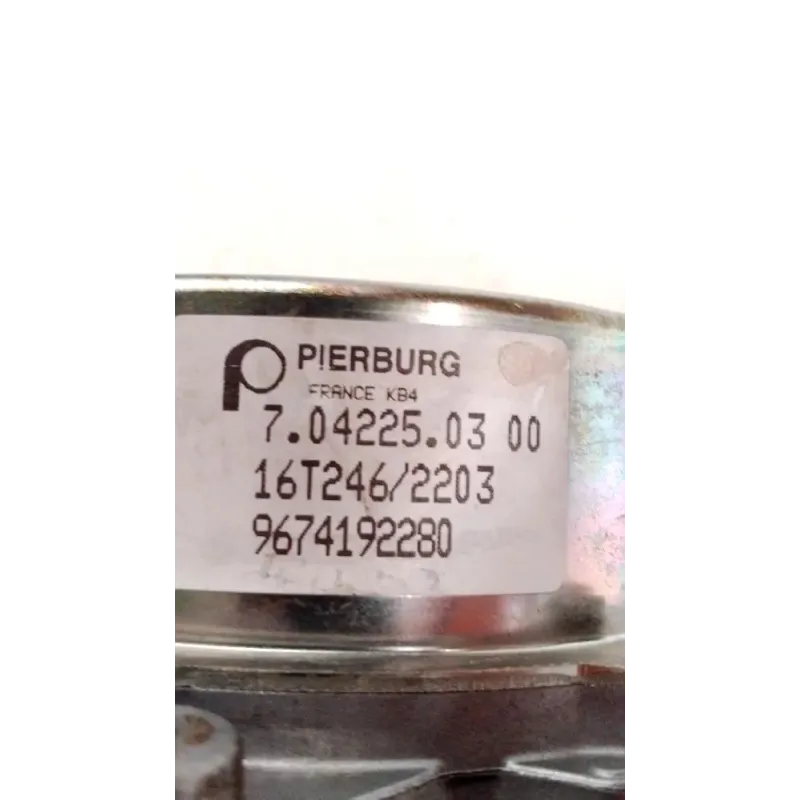 PIERBURG
FRANCE KB4
7.04225.03 00
16T246/2203
9674192280